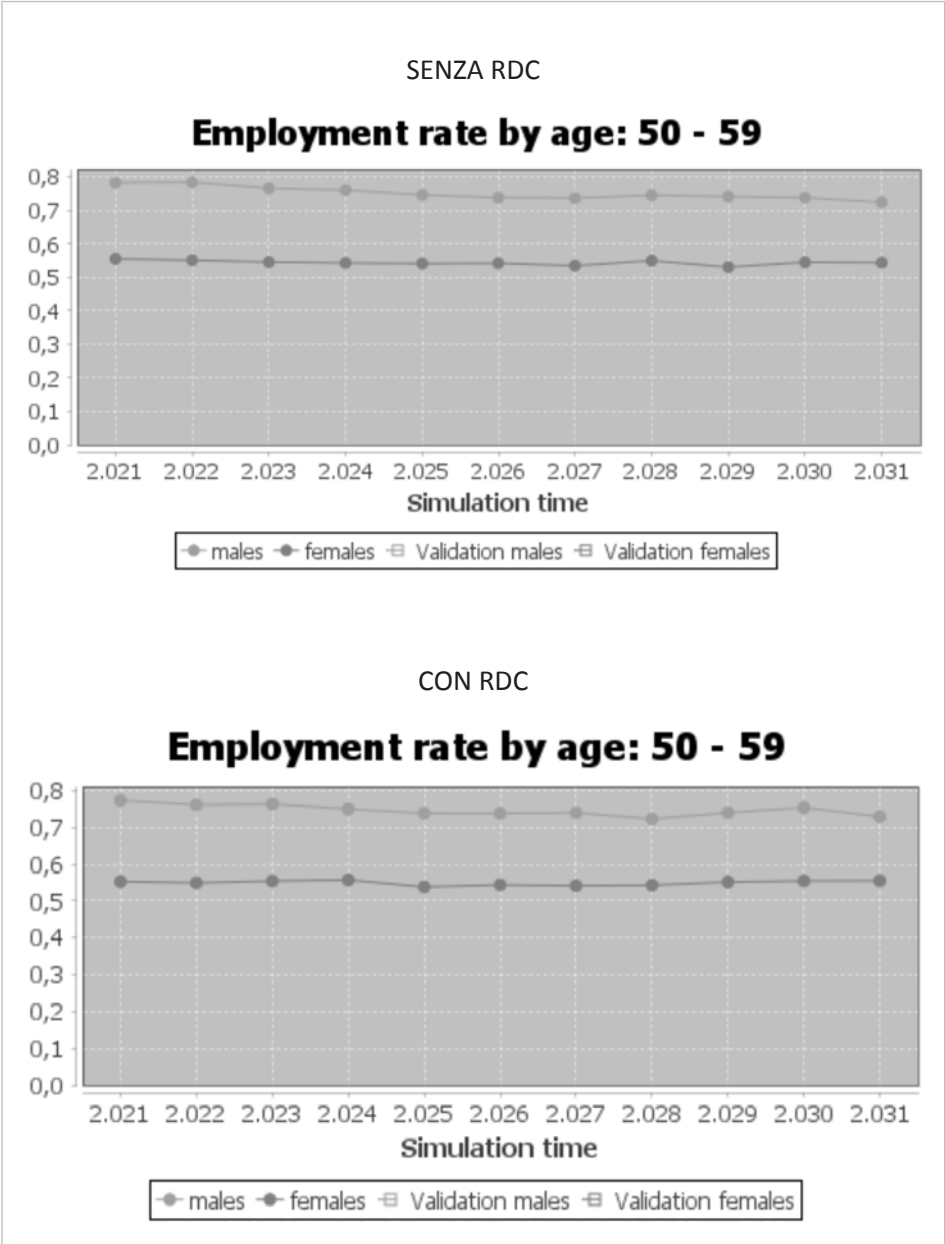 SENZA RDC
Employment rate by age: 50 - 59
0,8
0,7
0,6
0,5
0,4
0,3
0,2
0,1
0,0
2.021 2.022 2.023 2.024 2.025 2.026 2.027 2.028 2.029 2.030 2.031
Simulation time
males females Validation males Validation females
CON RDC
Employment rate by age: 50 - 59
0,8
0,7
0,6
0,5
0,4
0,3
0,2
0,1
0,0
2.021 2.022 2.023 2.024 2.025 2.026 2.027 2.028 2.029 2.030 2.031
Simulation time
males females Validation males Validation females